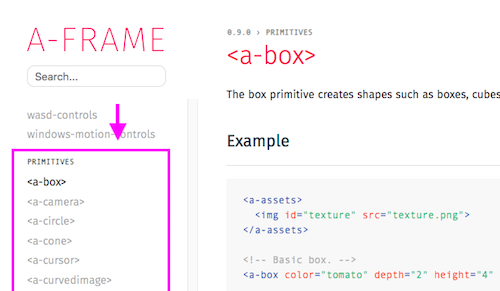 A-FRAME
Search...
wasd-controls
windows-motion-controls
PRIMITIVES
<a-box>
<a-camera>
<a-circle>
<a-cone>
<a-cursor>
<a-curvedimage>
0.9.0 › PRIMITIVES
<a-box>
The box primitive creates shapes such as boxes, cubes
Example
<a-assets>
<img id="texture" src="texture.png">
</a-assets>
<!-- Basic box. -->
<a-box color="tomato" depth="2" height="4"